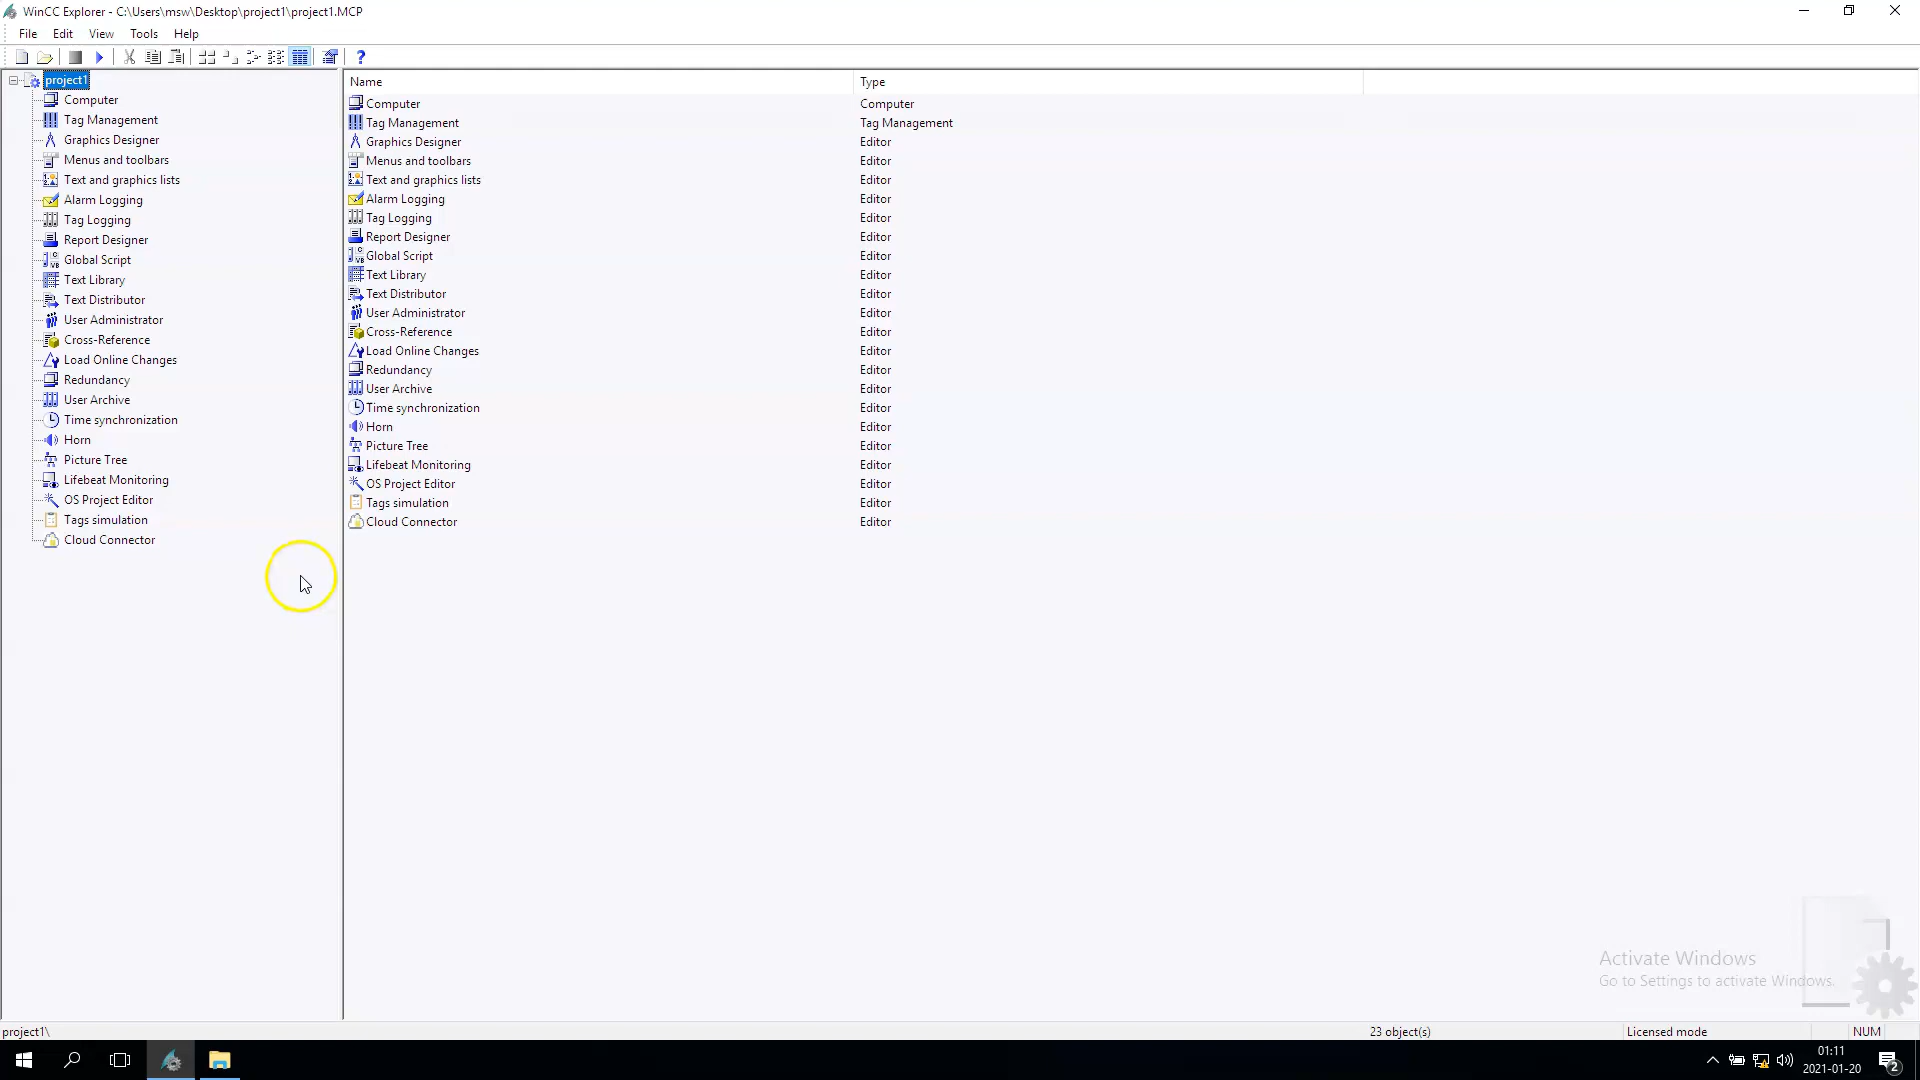 WinCC Explorer - C:\Users\msw\Desktop\project1\project1.MCP
File Edit View Tools Help
project1
Computer
Tag Management
Graphics Designer
Menus and toolbars
Text and graphics lists
Alarm Logging
Tag Logging
Report Designer
Global Script
Text Library
Text Distributor
User Administrator
Cross-Reference
Load Online Changes
Redundancy
User Archive
Time synchronization
Horn
Picture Tree
Lifebeat Monitoring
OS Project Editor
Tags simulation
Cloud Connector
Name Type
Computer Computer
Tag Management Tag Management
Graphics Designer Editor
Menus and toolbars Editor
Text and graphics lists Editor
Alarm Logging Editor
Tag Logging Editor
Report Designer Editor
Global Script Editor
Text Library Editor
Text Distributor Editor
User Administrator Editor
Cross-Reference Editor
Load Online Changes Editor
Redundancy Editor
User Archive Editor
Time synchronization Editor
Horn Editor
Picture Tree Editor
Lifebeat Monitoring Editor
OS Project Editor Editor
Tags simulation Editor
Cloud Connector Editor
Activate Windows
Go to Settings to activate Windows.
project1\ 23 object(s) Licensed mode NUM
01:11
2021-01-20
2